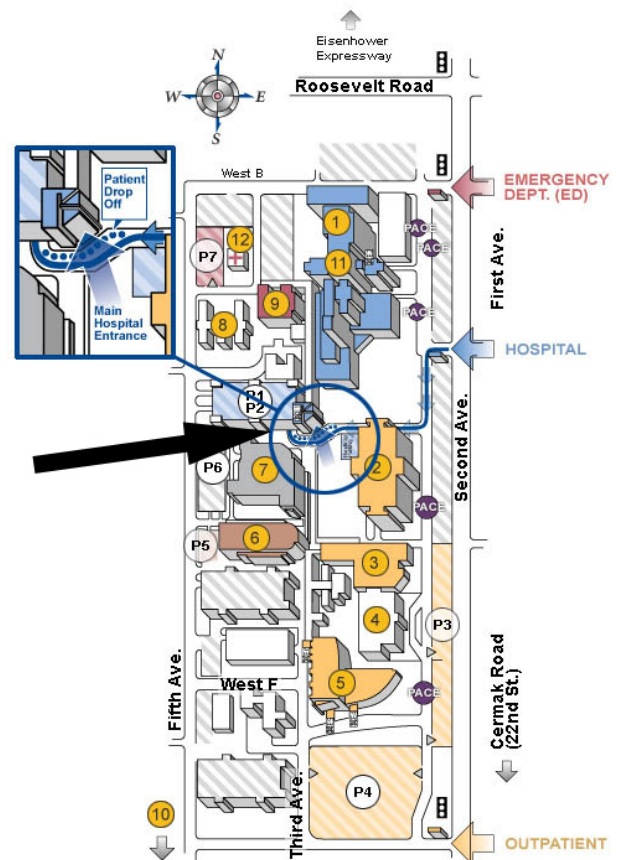 Eisenhower
Expressway
Roosevelt Road
N
W
E
S
West B
EMERGENCY
DEPT. (ED)
Patient
Drop
Off
Main
Hospital
Entrance
1
12
P7
11
PACE
PACE
First Ave.
9
8
PACE
HOSPITAL
P1
P2
Second Ave.
P6
7
2
PACE
P5
6
3
4
P3
West F
5
PACE
Fifth Ave.
Cermak Road
(22nd St.)
Third Ave.
P4
10
OUTPATIENT